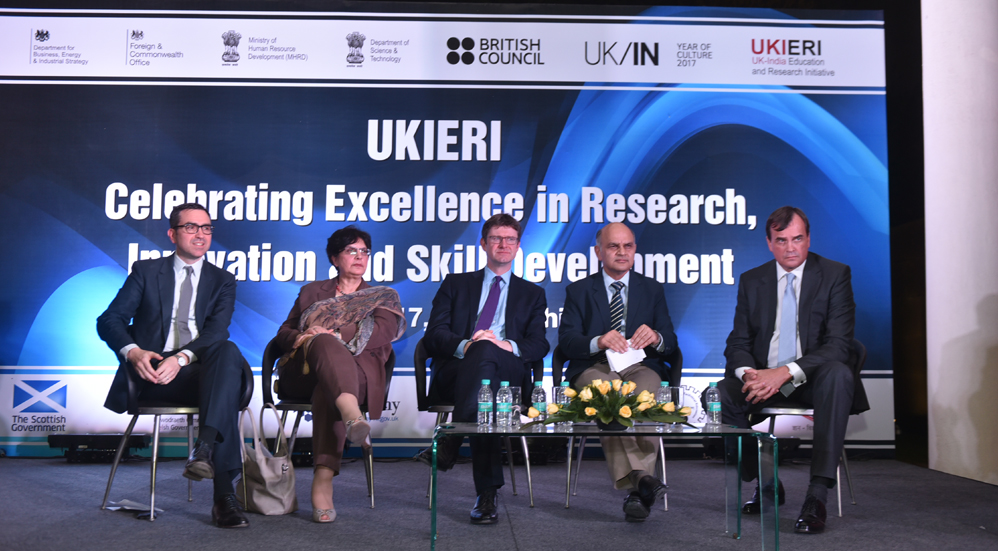 Department for
Business, Energy
& Industrial Strategy
Foreign &
Commonwealth
Office
Ministry of
Human Resource
Development (MHRD)
Department of
Science &
Technology
BRITISH
COUNCIL
UK/IN
YEAR OF
CULTURE
2017
UKIERI
UK-India Education
and Research Initiative
UKIERI
Celebrating Excellence in Research,
and Skill
The Scottish
Government